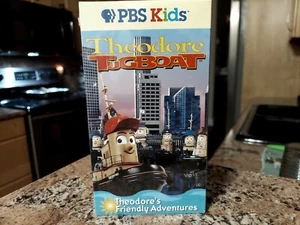 PBS Kids
Theodore
TUGBOAT
Theodore's
Friendly Adventures